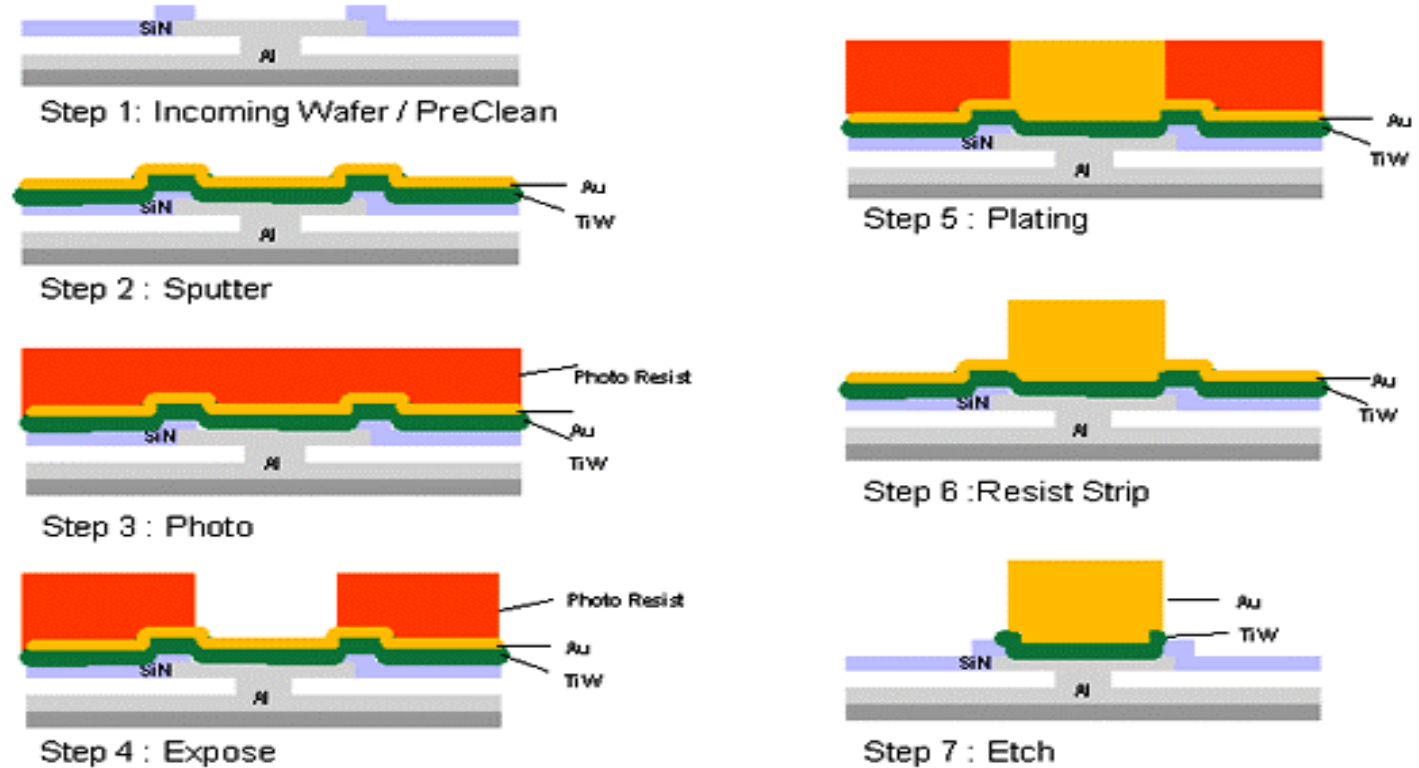 SiN
Al
Step 1: Incoming Wafer / PreClean
Au
SiN
TiW
Al
Step 2 : Sputter
Photo Resist
Au
SiN
TiW
Al
Step 3 : Photo
Photo Resist
Au
SiN
TiW
Al
Step 4 : Expose
Au
SiN
TiW
Al
Step 5 : Plating
Au
SiN
TiW
Al
Step 6 :Resist Strip
Au
TiW
SiN
Al
Step 7 : Etch